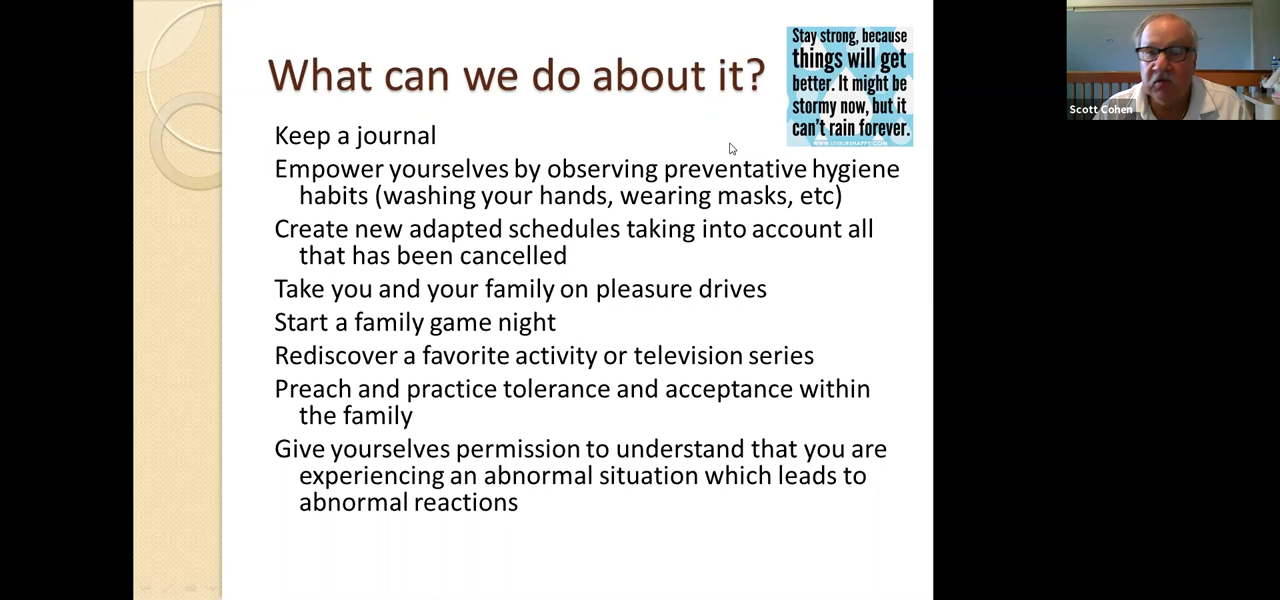 What can we do about it?
Stay strong, because
things will get
better. It might be
stormy now, but it
can't rain forever.
WWW.LIVELIFEHAPPY.COM
Scott Cohen
Keep a journal
Empower yourselves by observing preventative hygiene
habits (washing your hands, wearing masks, etc)
Create new adapted schedules taking into account all
that has been cancelled
Take you and your family on pleasure drives
Start a family game night
Rediscover a favorite activity or television series
Preach and practice tolerance and acceptance within
the family
Give yourselves permission to understand that you are
experiencing an abnormal situation which leads to
abnormal reactions